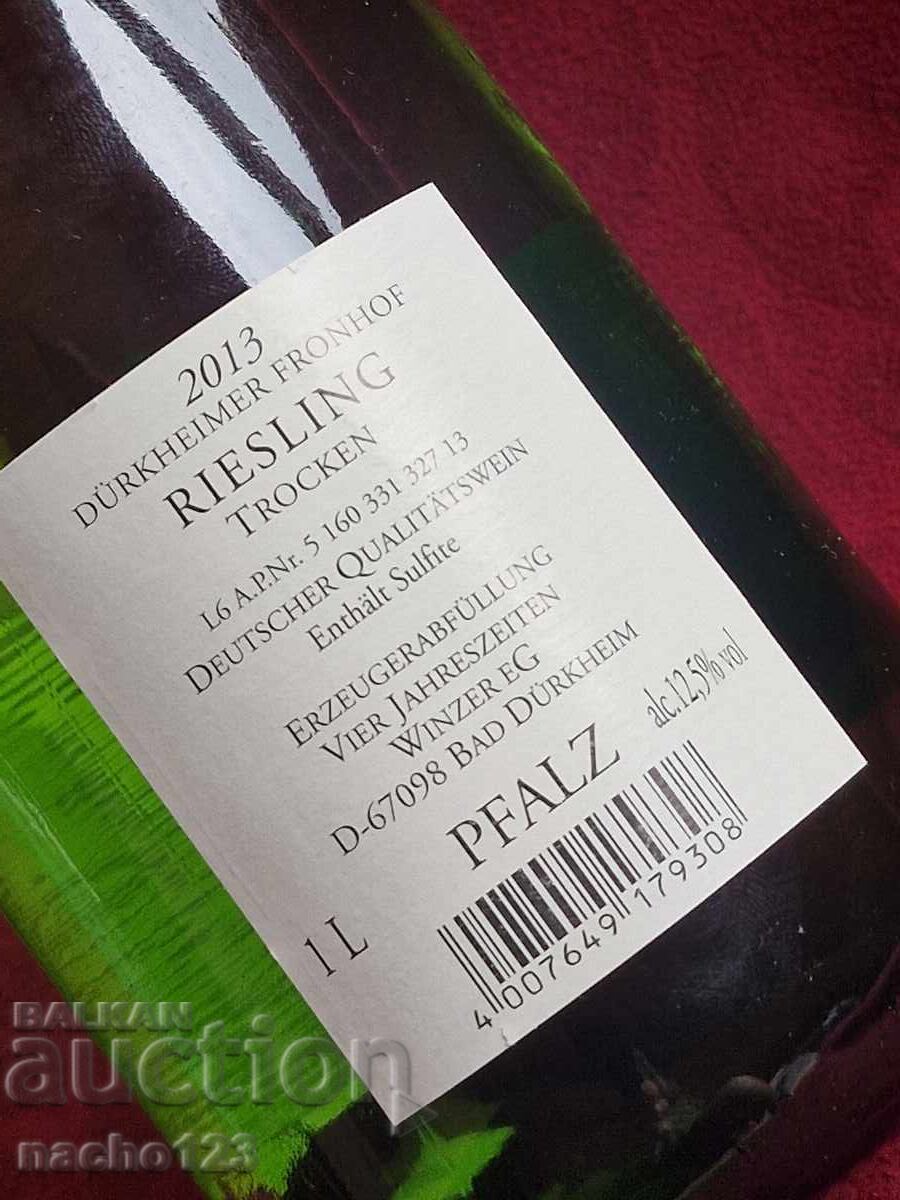 2013
DÜRKHEIMER FRONHOF
RIESLING
TROCKEN
L6 A.P.Nr. 5 160 331 327 13
DEUTSCHER QUALITÄTSWEIN
Enthält Sulfite
ERZEUGERABFÜLLUNG
VIER JAHRESZEITEN
WINZER EG
D-67098 BAD DÜRKHEIM
PFALZ
alc.12,5% vol
1 L
4 007649 179308
BALKAN
auction
nacho123